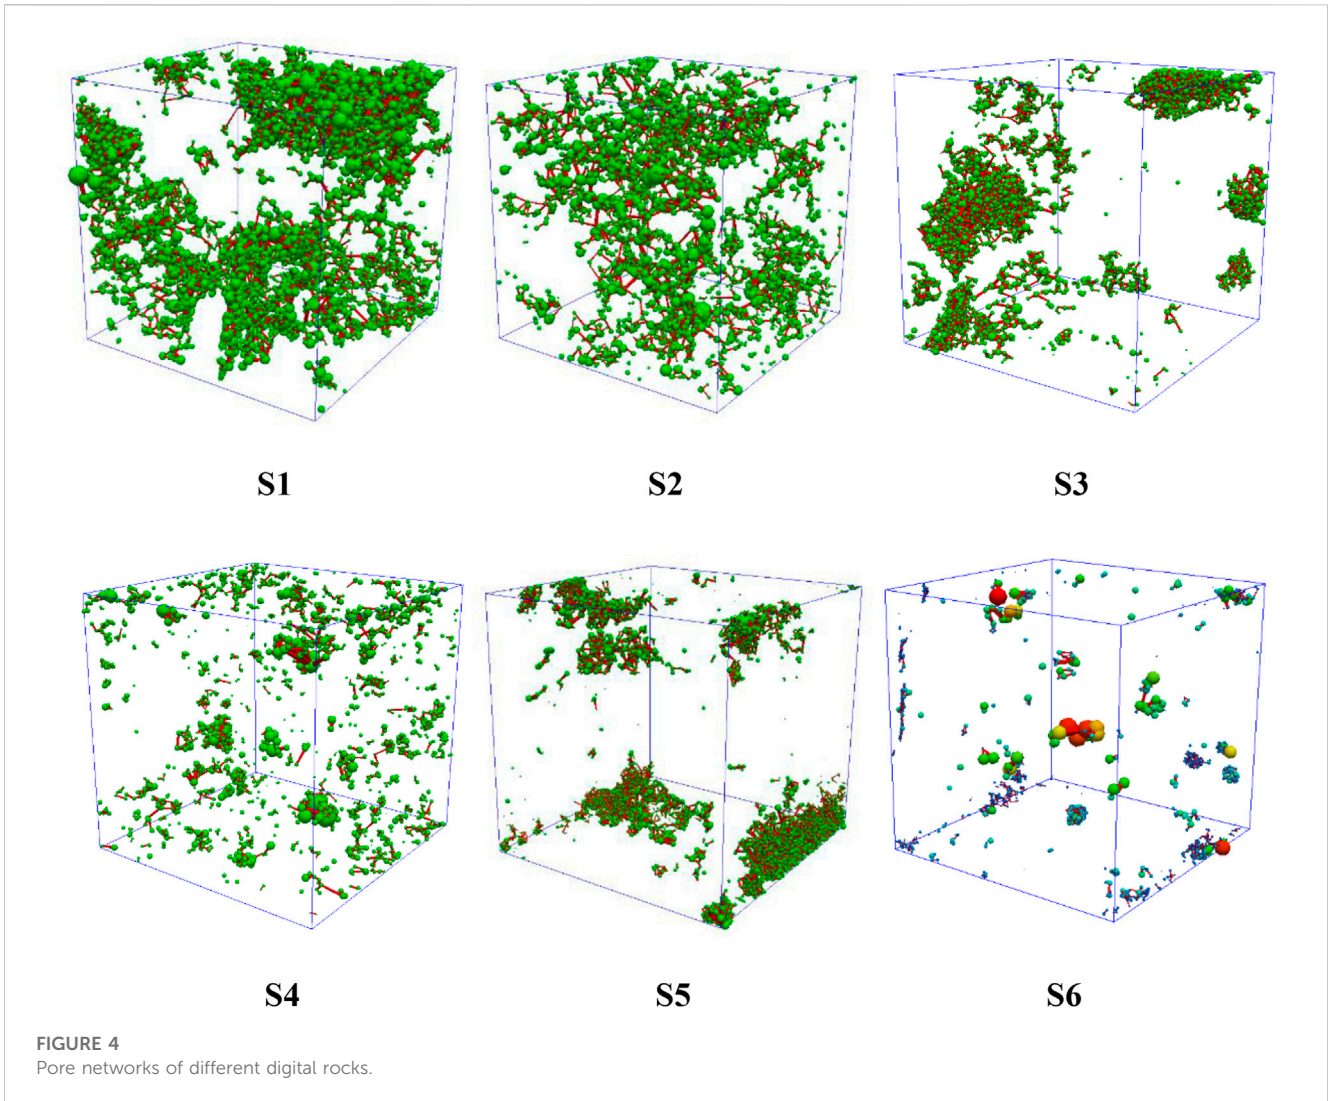 S1
S2
S3
S4
S5
S6
FIGURE 4
Pore networks of different digital rocks.